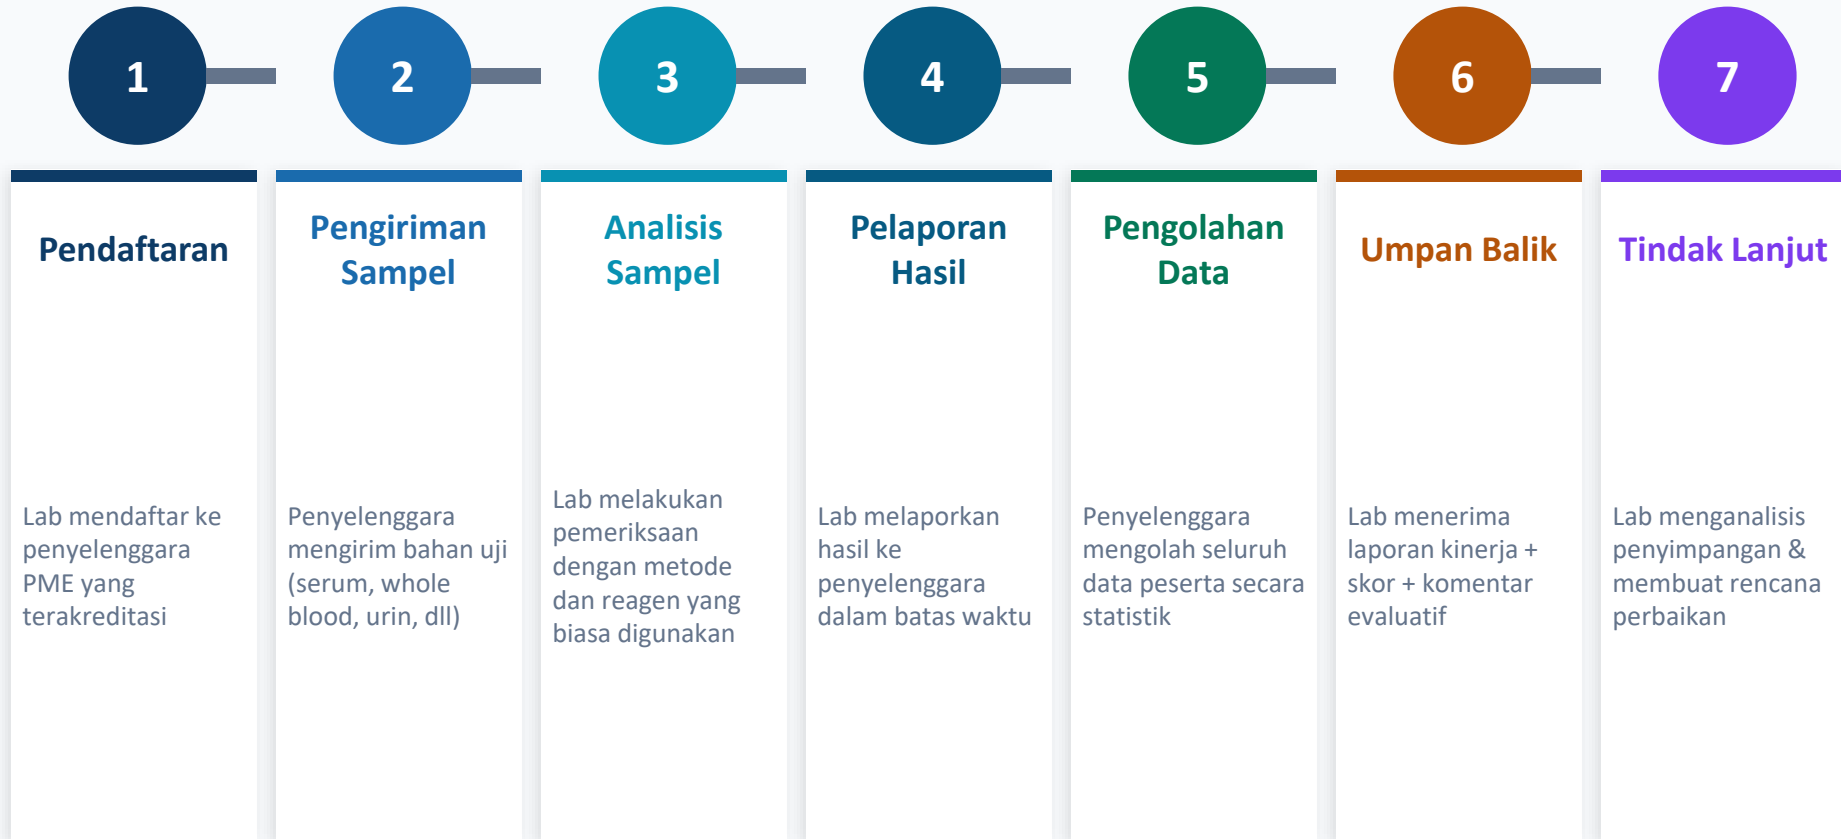 1
2
3
4
5
6
7
Pendaftaran
Lab mendaftar ke
penyelenggara
PME yang
terakreditasi
Pengiriman
Sampel
Penyelenggara
mengirim bahan uji
(serum, whole
blood, urin, dll)
Analisis
Sampel
Lab melakukan
pemeriksaan
dengan metode
dan reagen yang
biasa digunakan
Pelaporan
Hasil
Lab melaporkan
hasil ke
penyelenggara
dalam batas waktu
Pengolahan
Data
Penyelenggara
mengolah seluruh
data peserta secara
statistik
Umpan Balik
Lab menerima
laporan kinerja +
skor + komentar
evaluatif
Tindak Lanjut
Lab menganalisis
penyimpangan &
membuat rencana
perbaikan